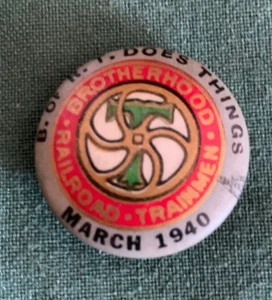 B. OF R. T. DOES THINGS
BROTHERHOOD
RAILROAD · TRAINMEN
T
MARCH 1940